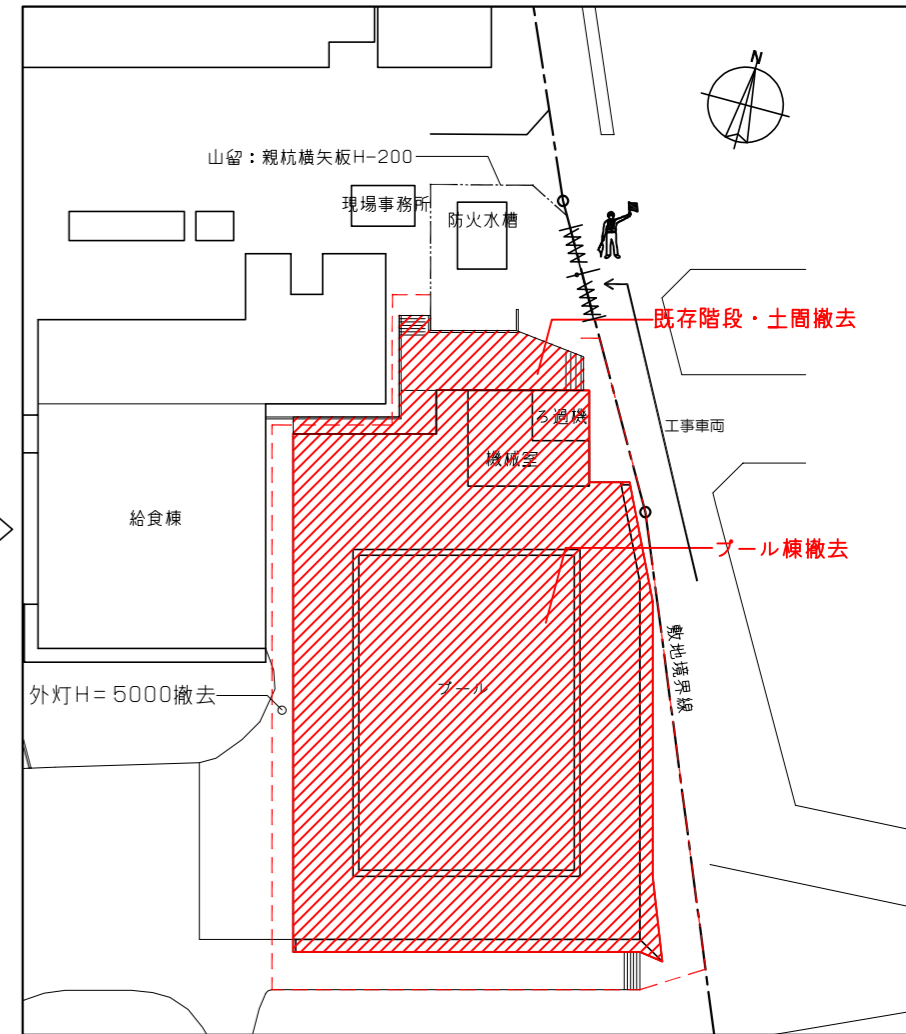 N
山留：親杭横矢板H-200
現場事務所
防火水槽
既存階段・土間撤去
ろ過機
工事車両
機械室
給食棟
プール棟撤去
敷地境界線
プール
外灯H=5000撤去